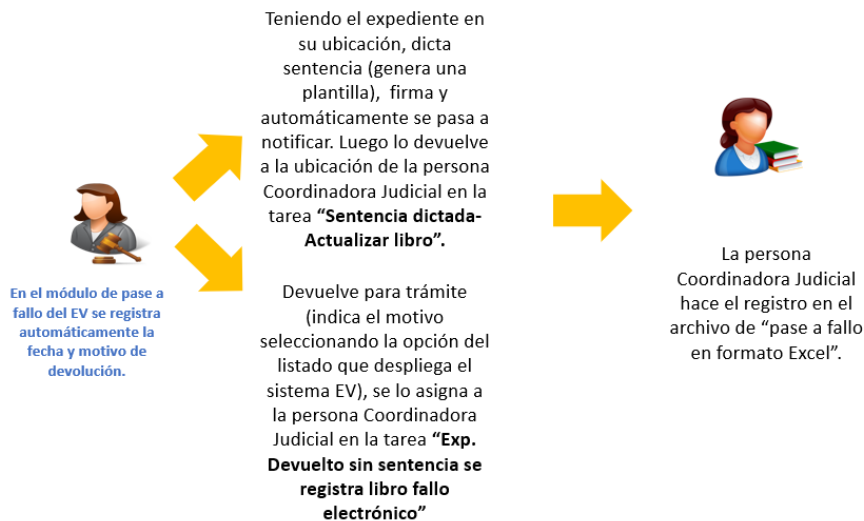 Teniendo el expediente en
su ubicación, dicta
sentencia (genera una
plantilla),  firma y
automáticamente se pasa a
notificar. Luego lo devuelve
a la ubicación de la persona
Coordinadora Judicial en la
tarea “Sentencia dictada-
Actualizar libro”.
En el módulo de pase a
fallo del EV se registra
automáticamente la
fecha y motivo de
devolución.
Devuelve para trámite
(indica el motivo
seleccionando la opción del
listado que despliega el
sistema EV), se lo asigna a
la persona Coordinadora
Judicial en la tarea “Exp.
Devuelto sin sentencia se
registra libro fallo
electrónico”
La persona
Coordinadora Judicial
hace el registro en el
archivo de “pase a fallo
en formato Excel”.